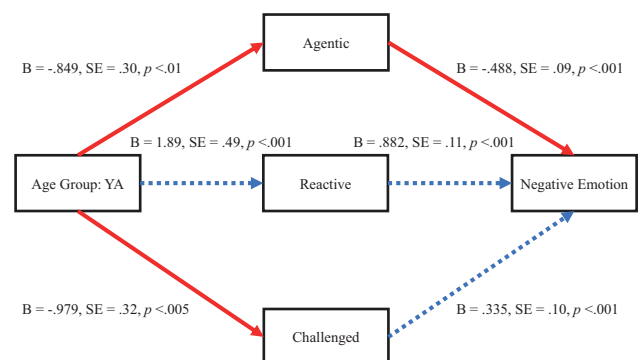 Agentic
B = -.849, SE = .30, p <.01
B = -.488, SE = .09, p <.001
B = 1.89, SE = .49, p <.001
B = .882, SE = .11, p <.001
Age Group: YA
Reactive
Negative Emotion
B = -.979, SE = .32, p <.005
B = .335, SE = .10, p <.001
Challenged